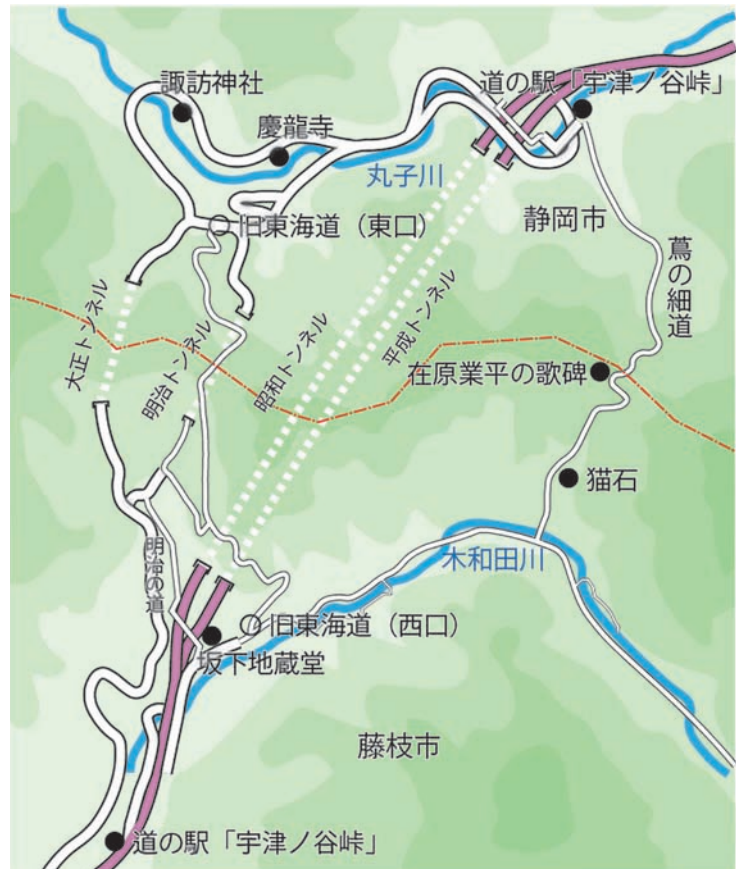 諏訪神社
道の駅「宇津ノ谷峠」
慶龍寺
丸子川
静岡市
旧東海道（東口）
蔦の細道
大正トンネル
明治トンネル
昭和トンネル
平成トンネル
在原業平の歌碑
猫石
木和田川
明治の道
旧東海道（西口）
坂下地蔵堂
藤枝市
道の駅「宇津ノ谷峠」